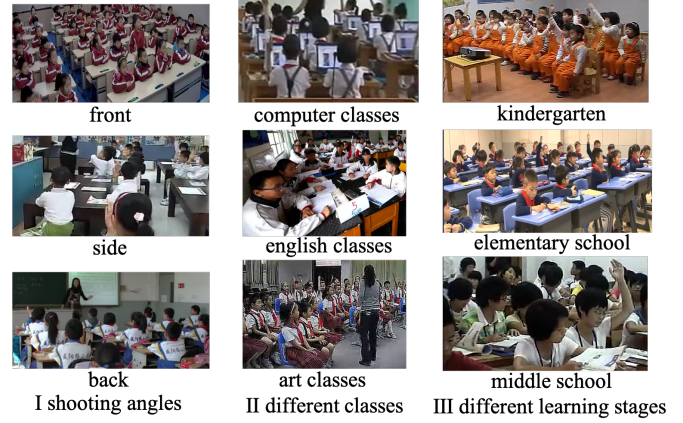 front
computer classes
kindergarten
side
english classes
elementary school
back
art classes
middle school
I shooting angles
II different classes
III different learning stages